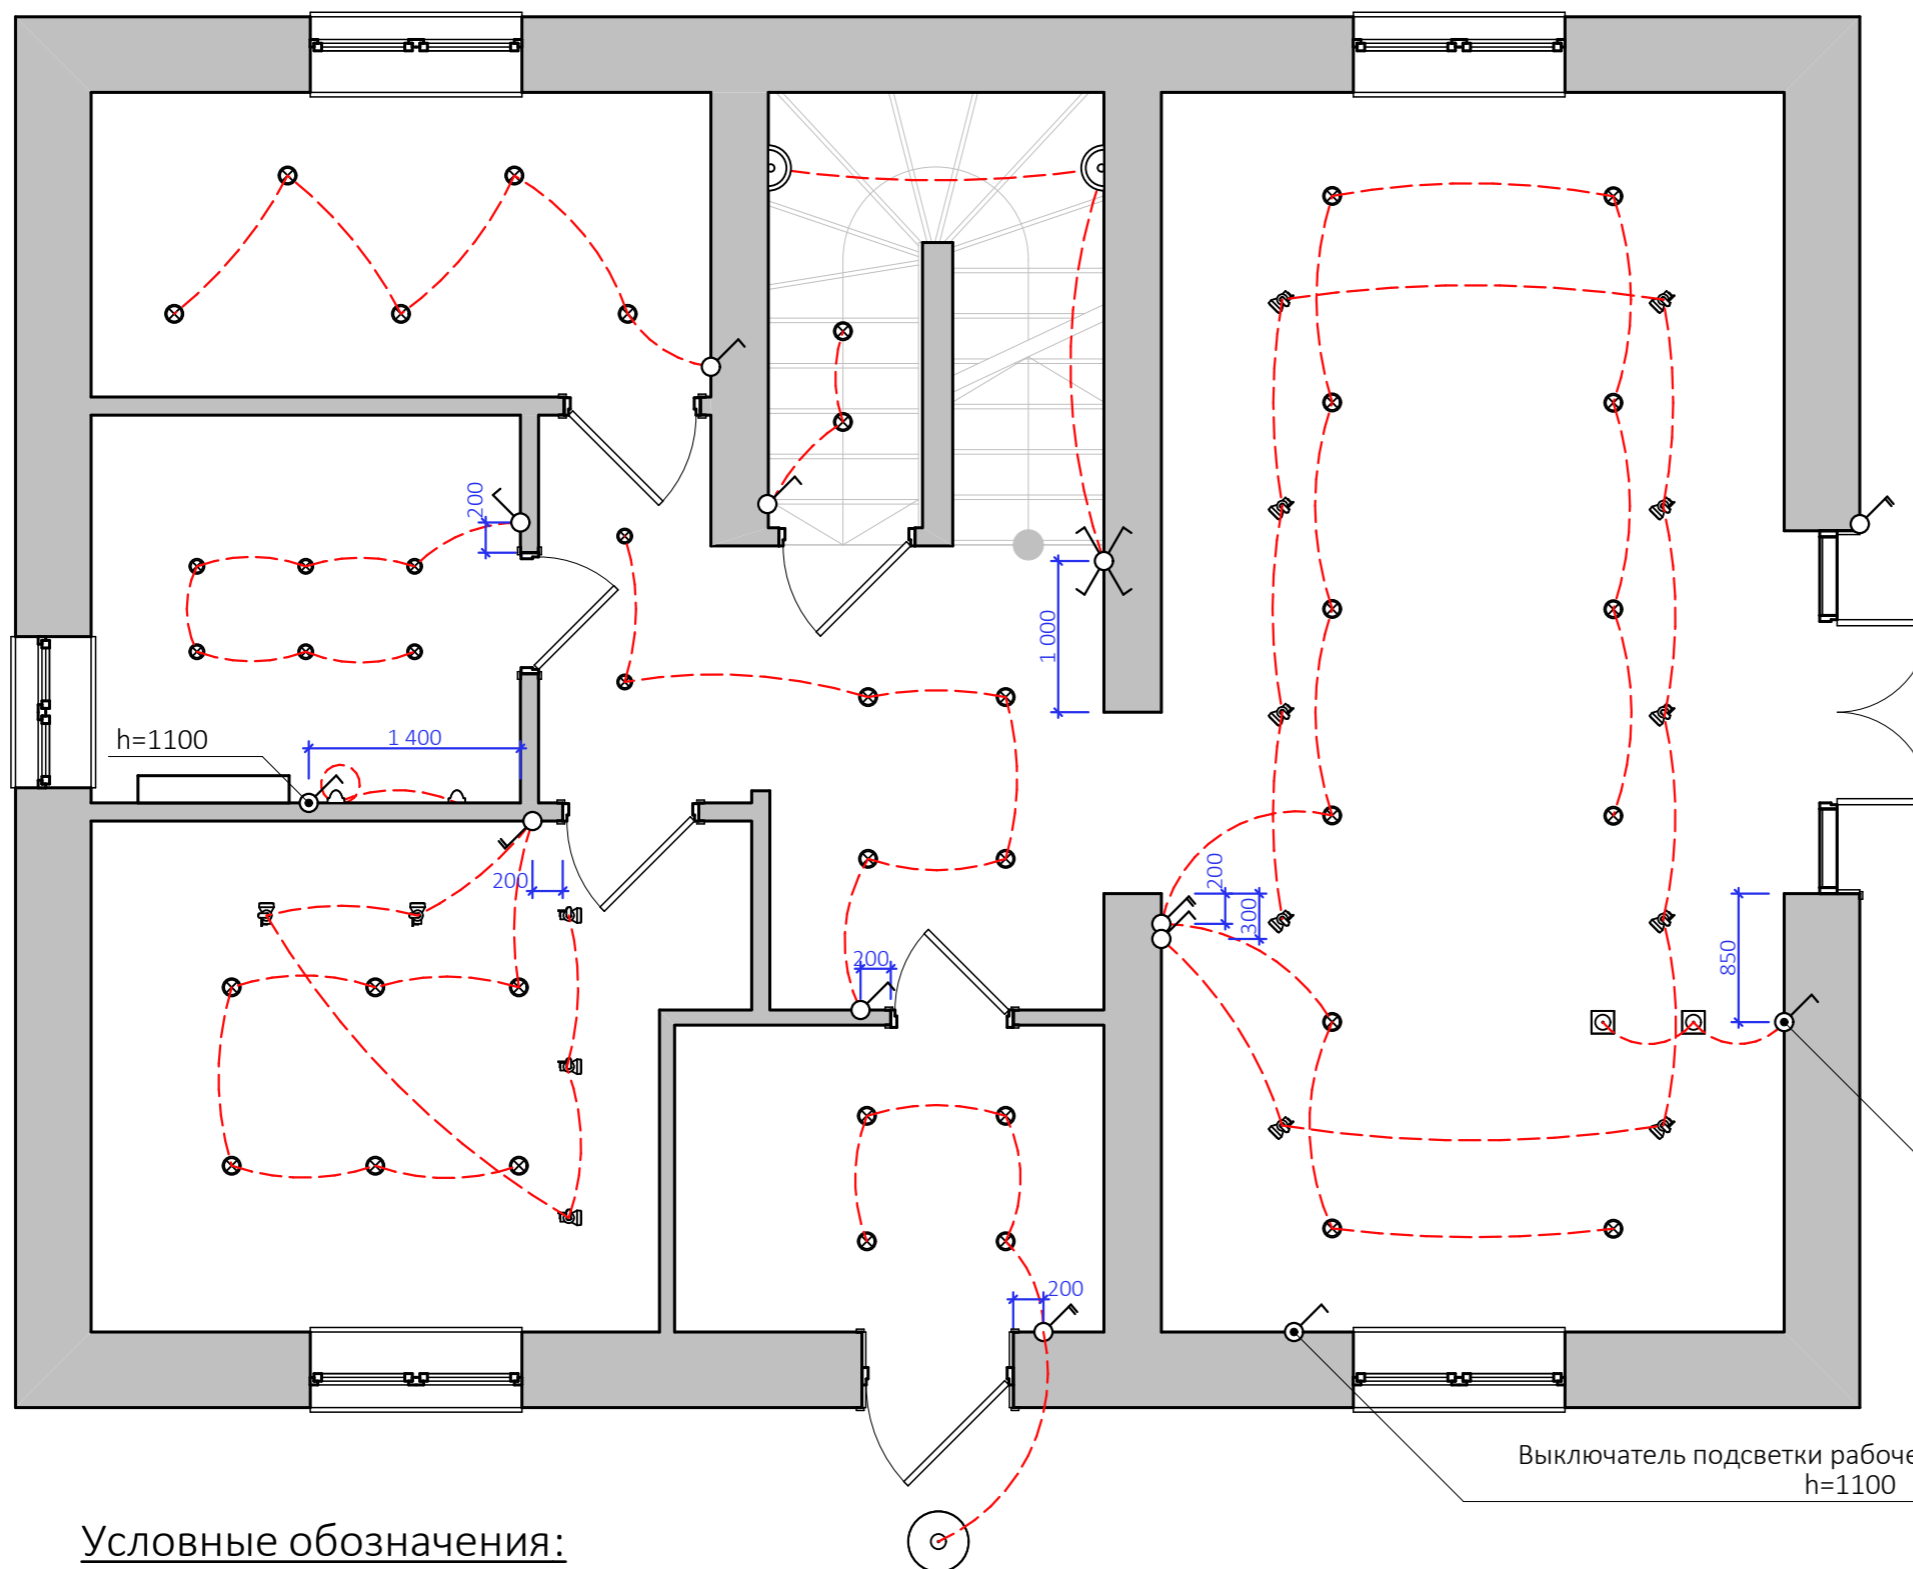 200
1 000
h=1100
1 400
200
200
300
200
850
200
Выключатель подсветки рабоче
h=1100
Условные обозначения: